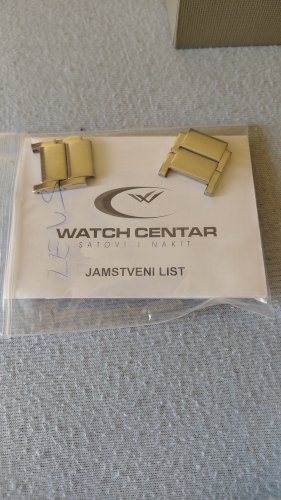 WATCH CENTAR
SATOVI I NAKIT
JAMSTVENI LIST